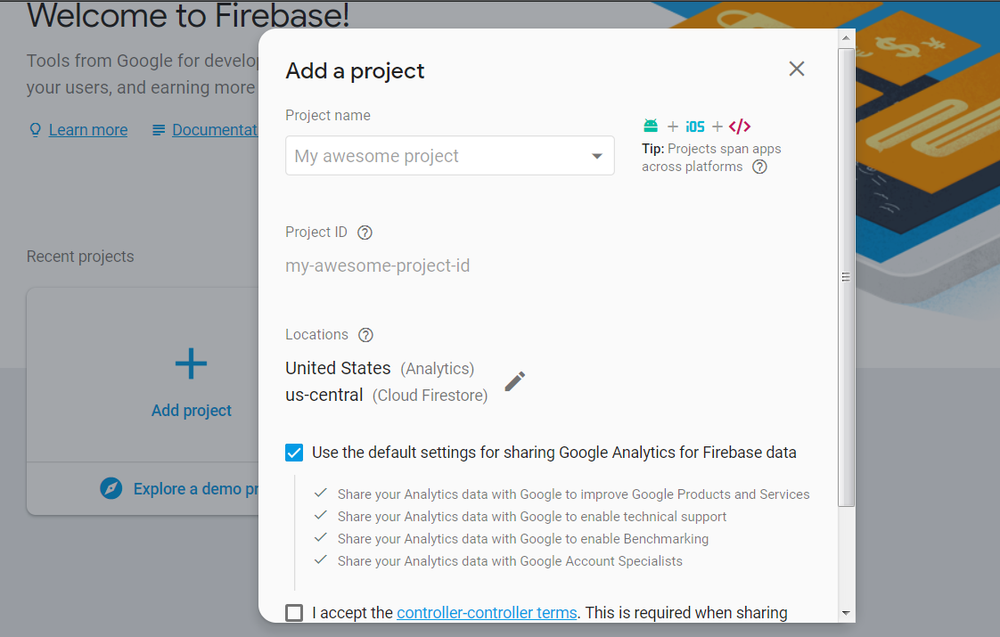 Welcome to Firebase!
Tools from Google for develop
your users, and earning more
Learn more
Documentat
Recent projects
Add project
Explore a demo pr
Add a project
Project name
My awesome project
+ iOS + </>
Tip: Projects span apps
across platforms
Project ID
my-awesome-project-id
Locations
United States (Analytics)
us-central (Cloud Firestore)
Use the default settings for sharing Google Analytics for Firebase data
Share your Analytics data with Google to improve Google Products and Services
Share your Analytics data with Google to enable technical support
Share your Analytics data with Google to enable Benchmarking
Share your Analytics data with Google Account Specialists
I accept the controller-controller terms. This is required when sharing